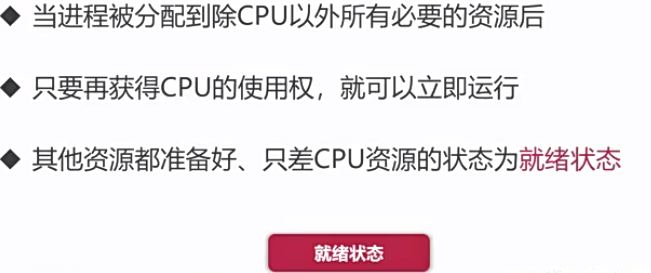 ◆ 当进程被分配到除CPU以外所有必要的资源后
◆ 只要再获得CPU的使用权，就可以立即运行
◆ 其他资源都准备好、只差CPU资源的状态为就绪状态
就绪状态